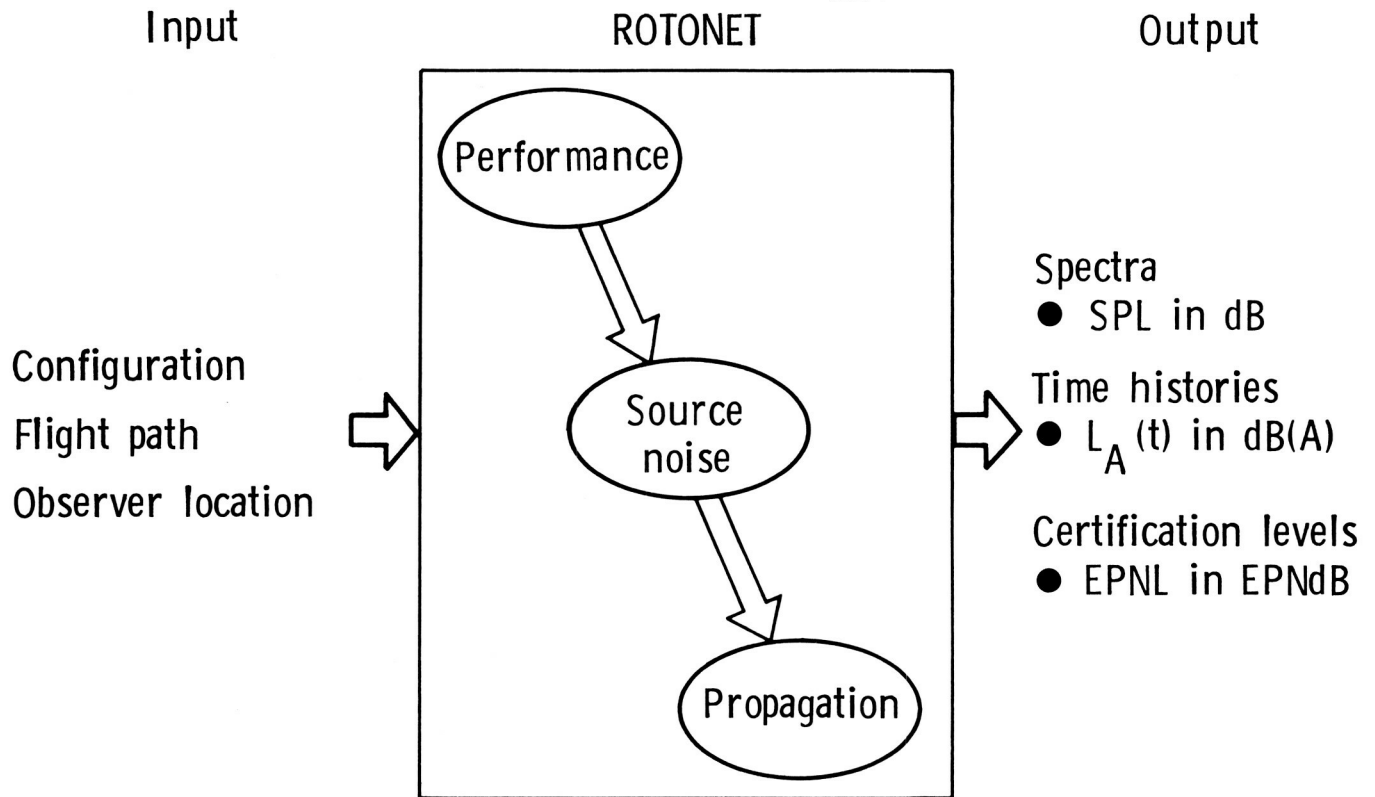 Input
ROTONET
Output
Performance
Source
noise
Propagation
Configuration
Flight path
Observer location
Spectra
● SPL in dB
Time histories
● L_A (t) in dB(A)
Certification levels
● EPNL in EPNdB